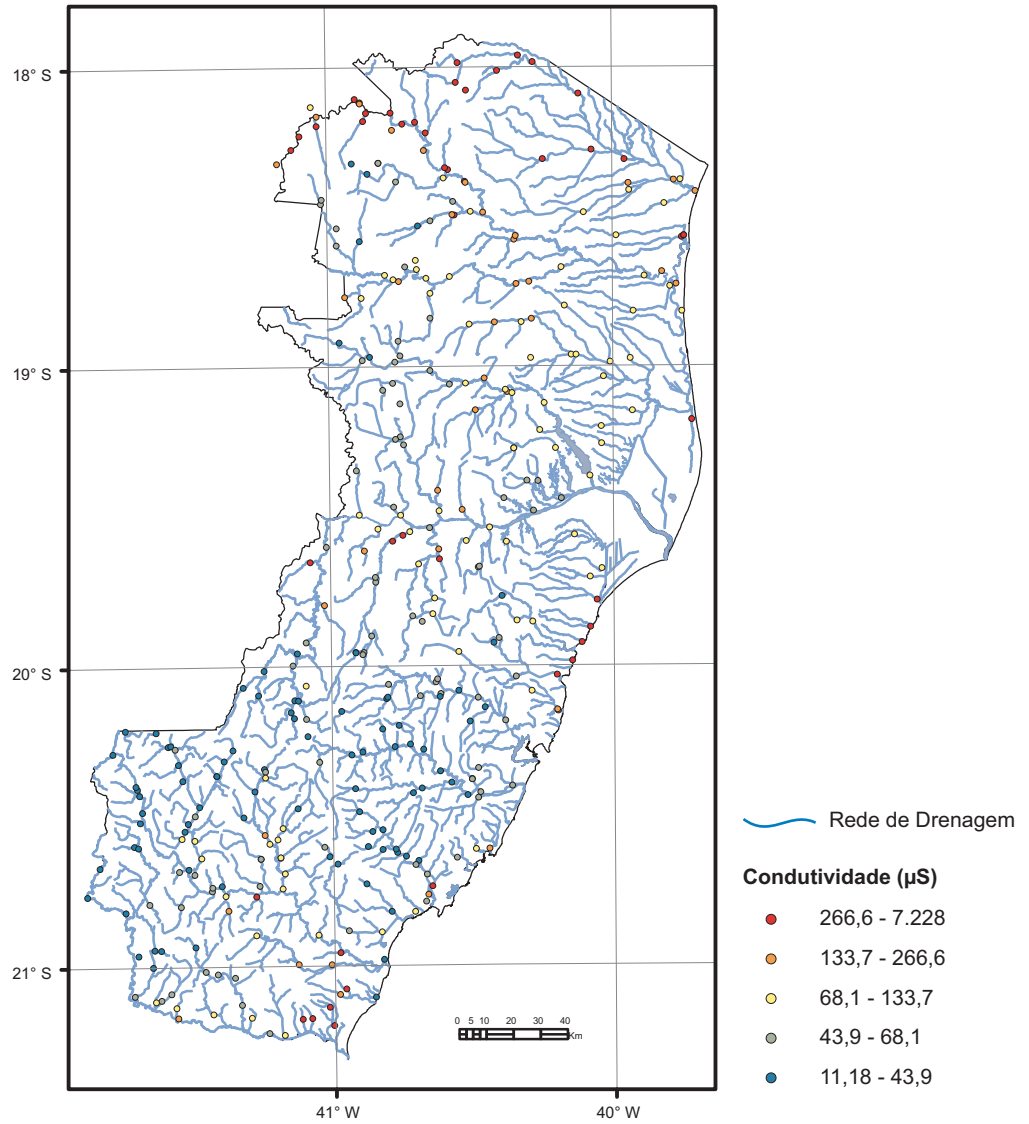 18° S
19° S
20° S
21° S
41° W
40° W
0 5 10 20 30 40
Km
Rede de Drenagem
Condutividade (µS)
266,6 - 7.228
133,7 - 266,6
68,1 - 133,7
43,9 - 68,1
11,18 - 43,9